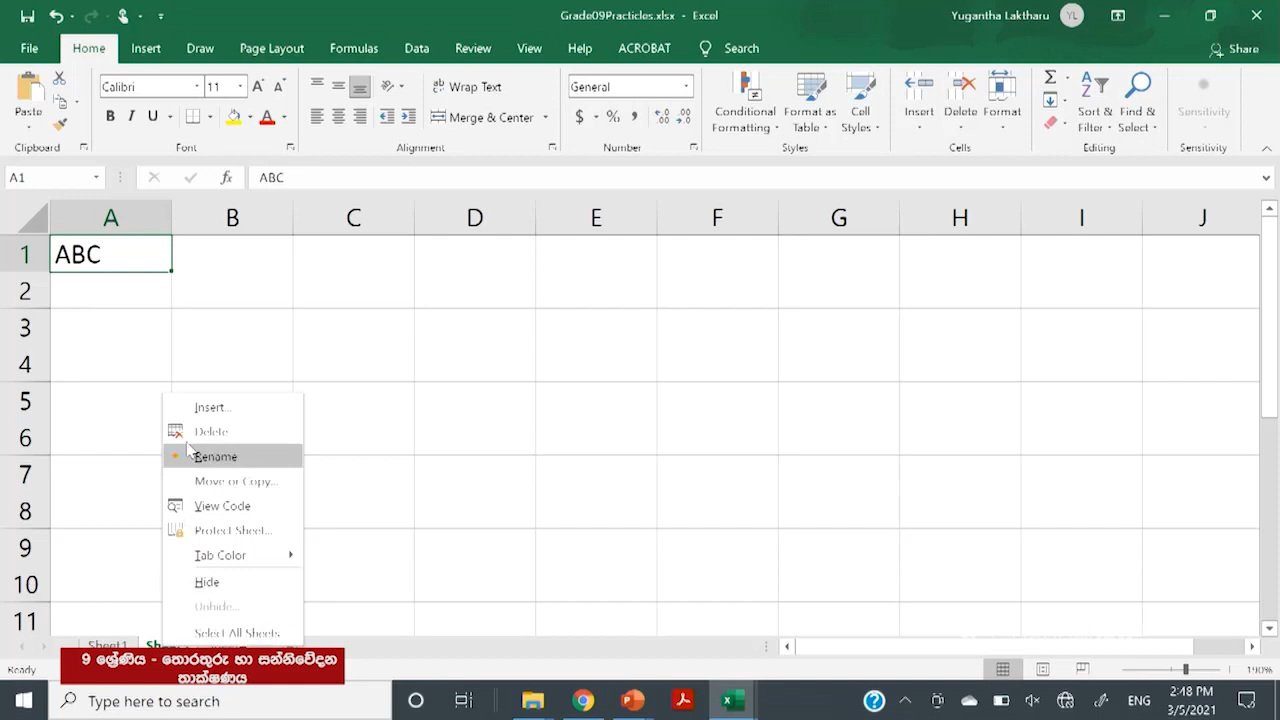 Grade09Practicles.xlsx - Excel
Yugantha Laktharu YL
File Home Insert Draw Page Layout Formulas Data Review View Help ACROBAT Search Share
Paste
Calibri 11
B I U
Wrap Text
Merge & Center
General
$ % ,
Conditional Formatting
Format as Table
Cell Styles
Insert Delete Format
Sort & Filter
Find & Select
Sensitivity
Clipboard Font Alignment Number Styles Cells Editing Sensitivity
A1 fx ABC
A B C D E F G H I J
1 ABC
2
3
4
5
6
7
8
9
10
11
Insert...
Delete
Rename
Move or Copy...
View Code
Protect Sheet...
Tab Color
Hide
Unhide...
Select All Sheets
Sheet1
Ready
190%
9 ශ්‍රේණිය - තොරතුරු හා සන්නිවේදන
තාක්ෂණය
Type here to search
ENG
2:48 PM
3/5/2021